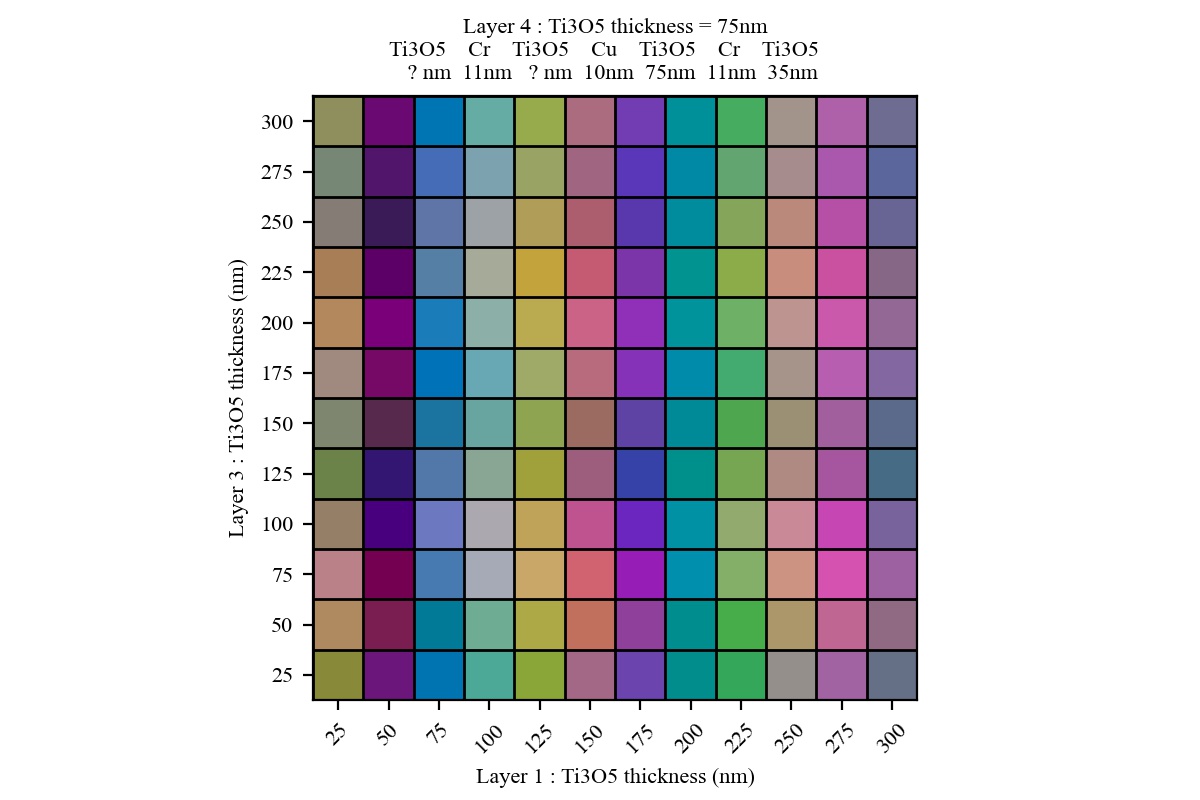 Layer 4 : Ti3O5 thickness = 75nm
Ti3O5 Cr Ti3O5 Cu Ti3O5 Cr Ti3O5
? nm 11nm ? nm 10nm 75nm 11nm 35nm
Layer 3 : Ti3O5 thickness (nm)
300
275
250
225
200
175
150
125
100
75
50
25
25 50 75 100 125 150 175 200 225 250 275 300
Layer 1 : Ti3O5 thickness (nm)